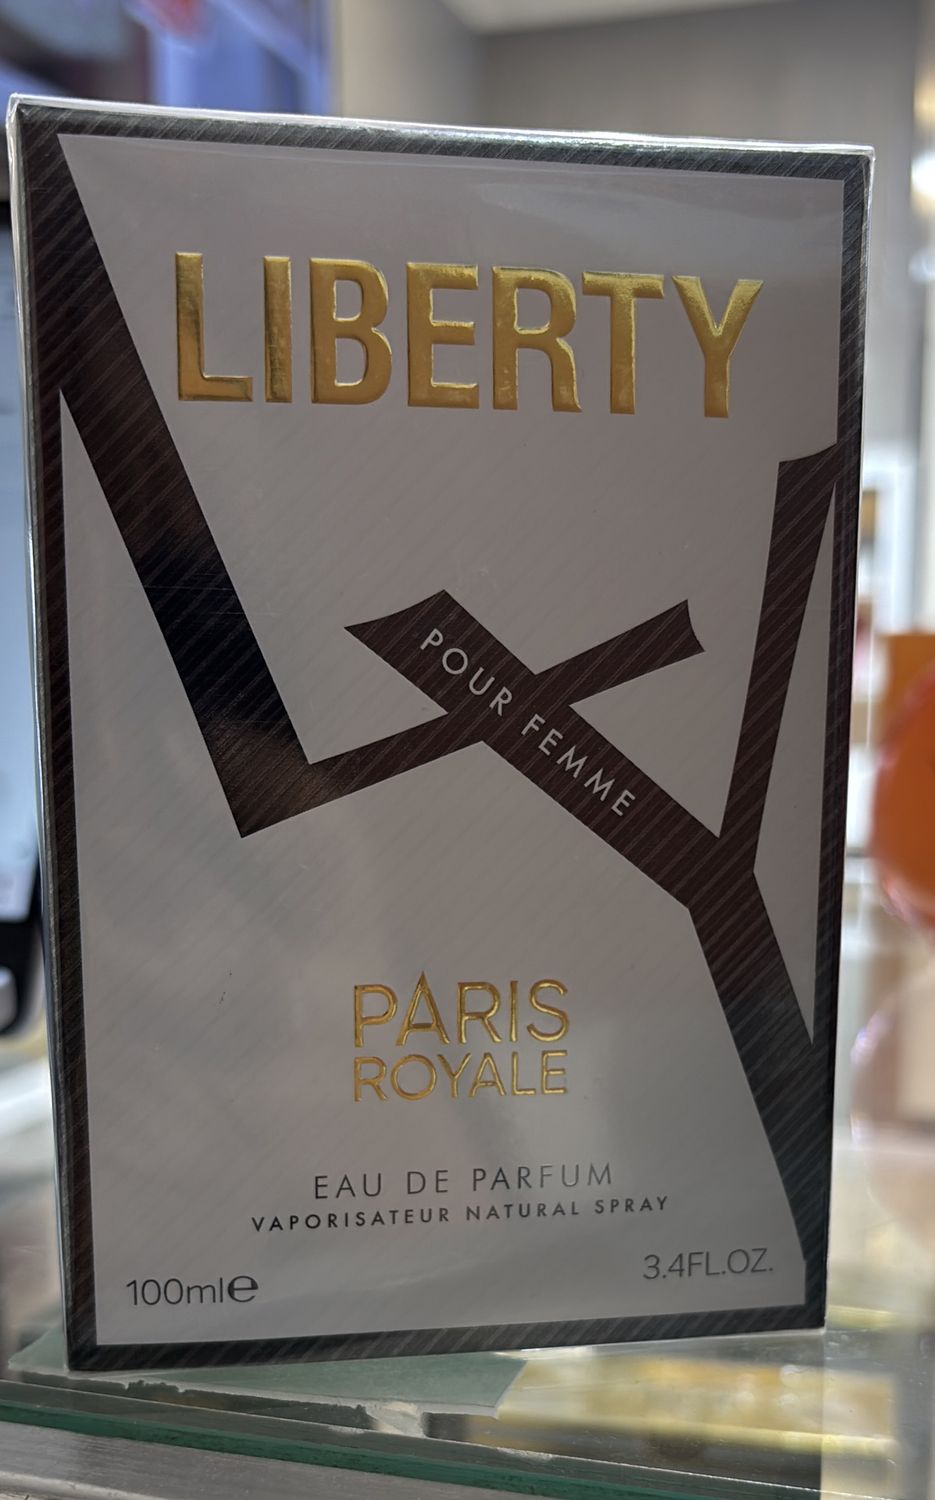 LIBERTY
POUR FEMME
PARIS
ROYALE
EAU DE PARFUM
VAPORISATEUR NATURAL SPRAY
100ml℮
3.4FL.OZ.